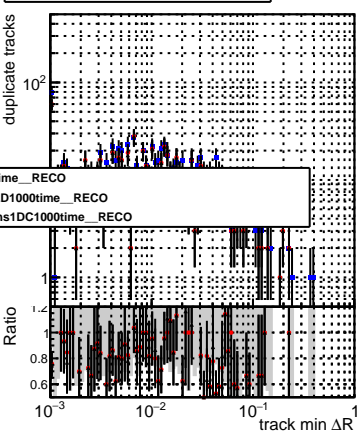 duplicate tracks
10²
ime__RECO
D1000time__RECO
ns1DC1000time__RECO
1
Ratio
1.2
1
0.8
0.6
10⁻³ 10⁻² 10⁻¹ 1
track min ΔR